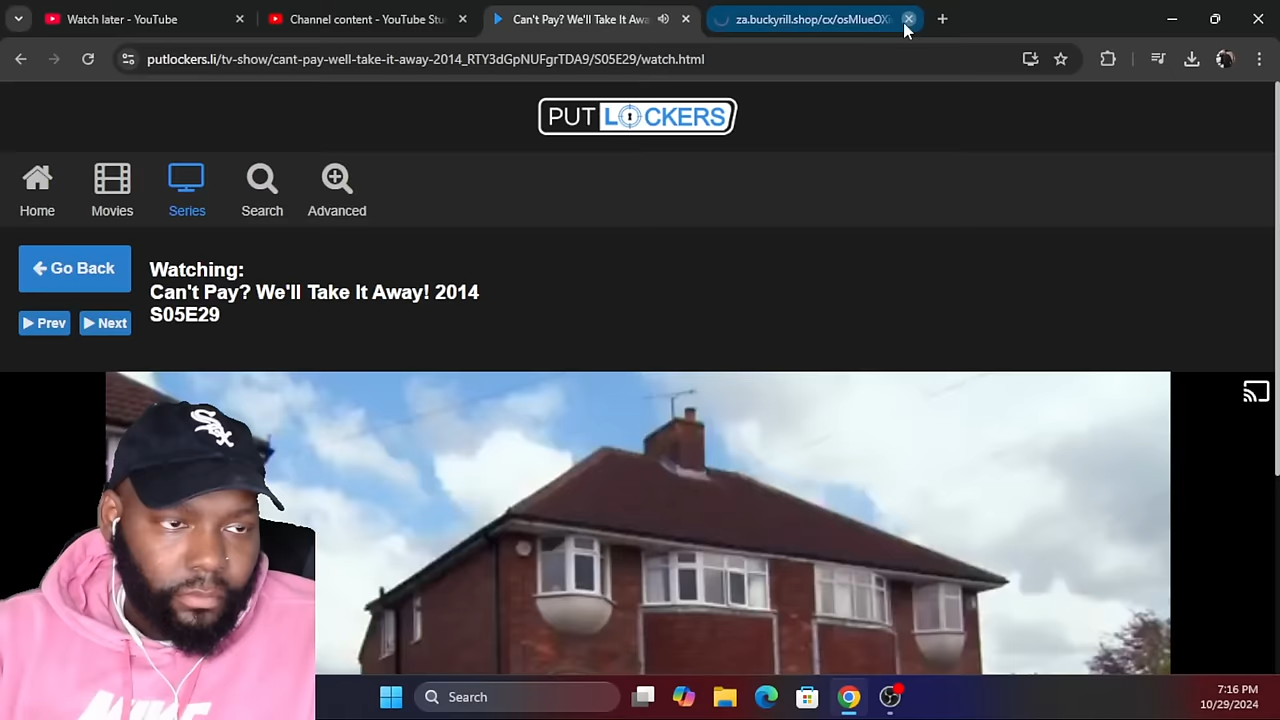 Watch later - YouTube
Channel content - YouTube Stu
Can't Pay? We'll Take It Awa
za.buckyrill.shop/cx/osMlueOX
putlockers.li/tv-show/cant-pay-well-take-it-away-2014_RTY3dGpNUFgrTDA9/S05E29/watch.html
PUT LOCKERS
Home
Movies
Series
Search
Advanced
Go Back
Prev
Next
Watching:
Can't Pay? We'll Take It Away! 2014
S05E29
Sox
Search
7:16 PM
10/29/2024